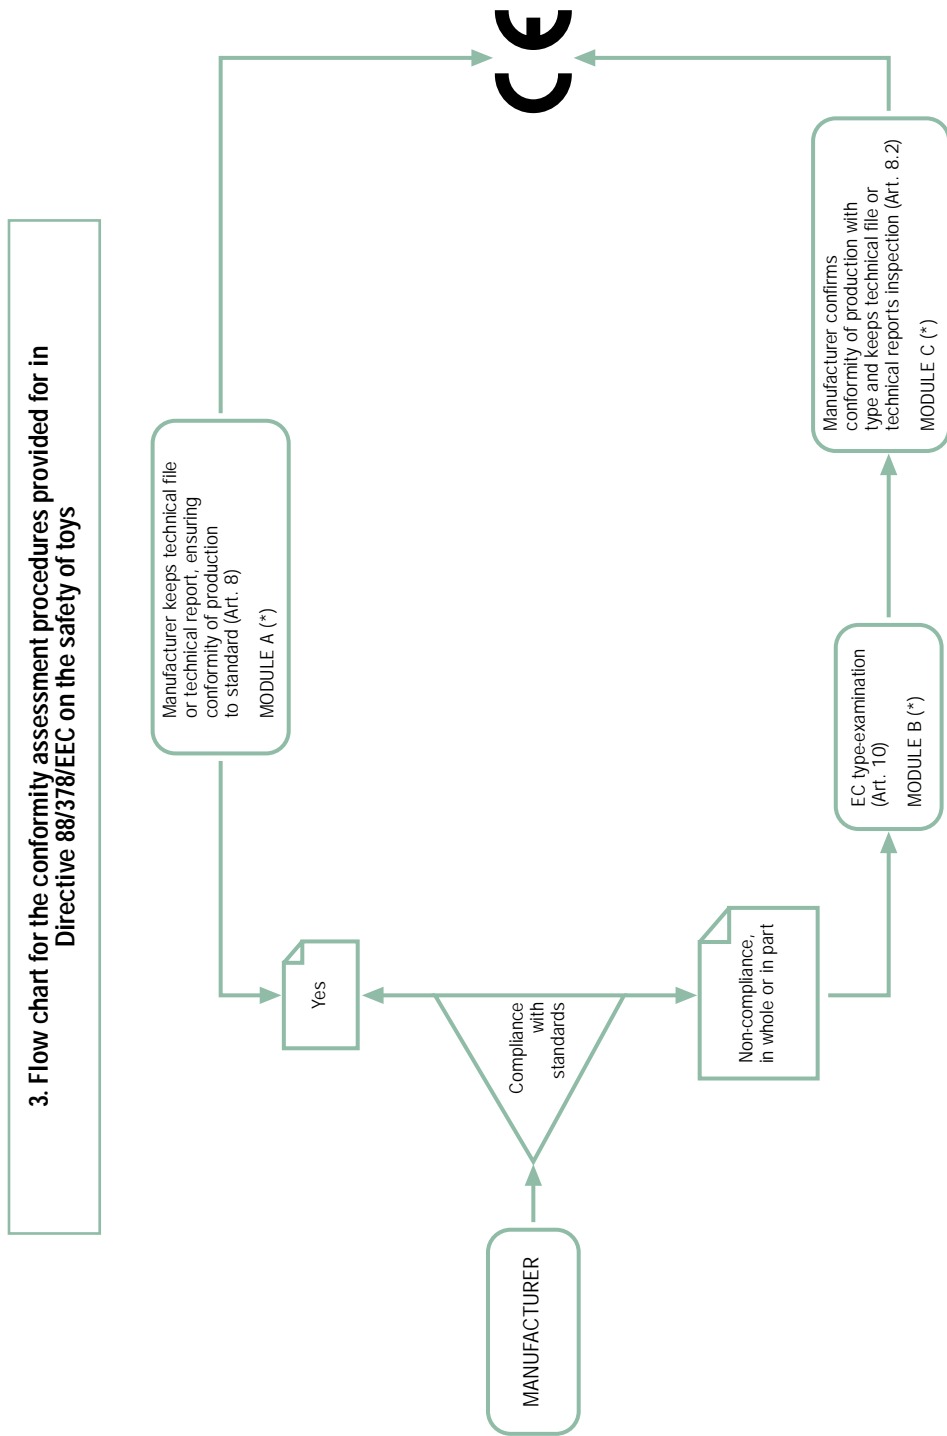 3. Flow chart for the conformity assessment procedures provided for in
Directive 88/378/EEC on the safety of toys
MANUFACTURER
Compliance
with
standards
Yes
Manufacturer keeps technical file
or technical report, ensuring
conformity of production
to standard (Art. 8)
MODULE A (*)
Non-compliance,
in whole or in part
EC type-examination
(Art. 10)
MODULE B (*)
Manufacturer confirms
conformity of production with
type and keeps technical file or
technical reports inspection (Art. 8.2)
MODULE C (*)
CE